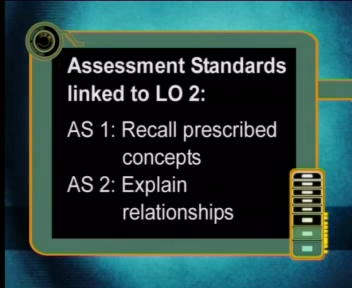 Assessment Standards
linked to LO 2:
AS 1: Recall prescribed
concepts
AS 2: Explain
relationships